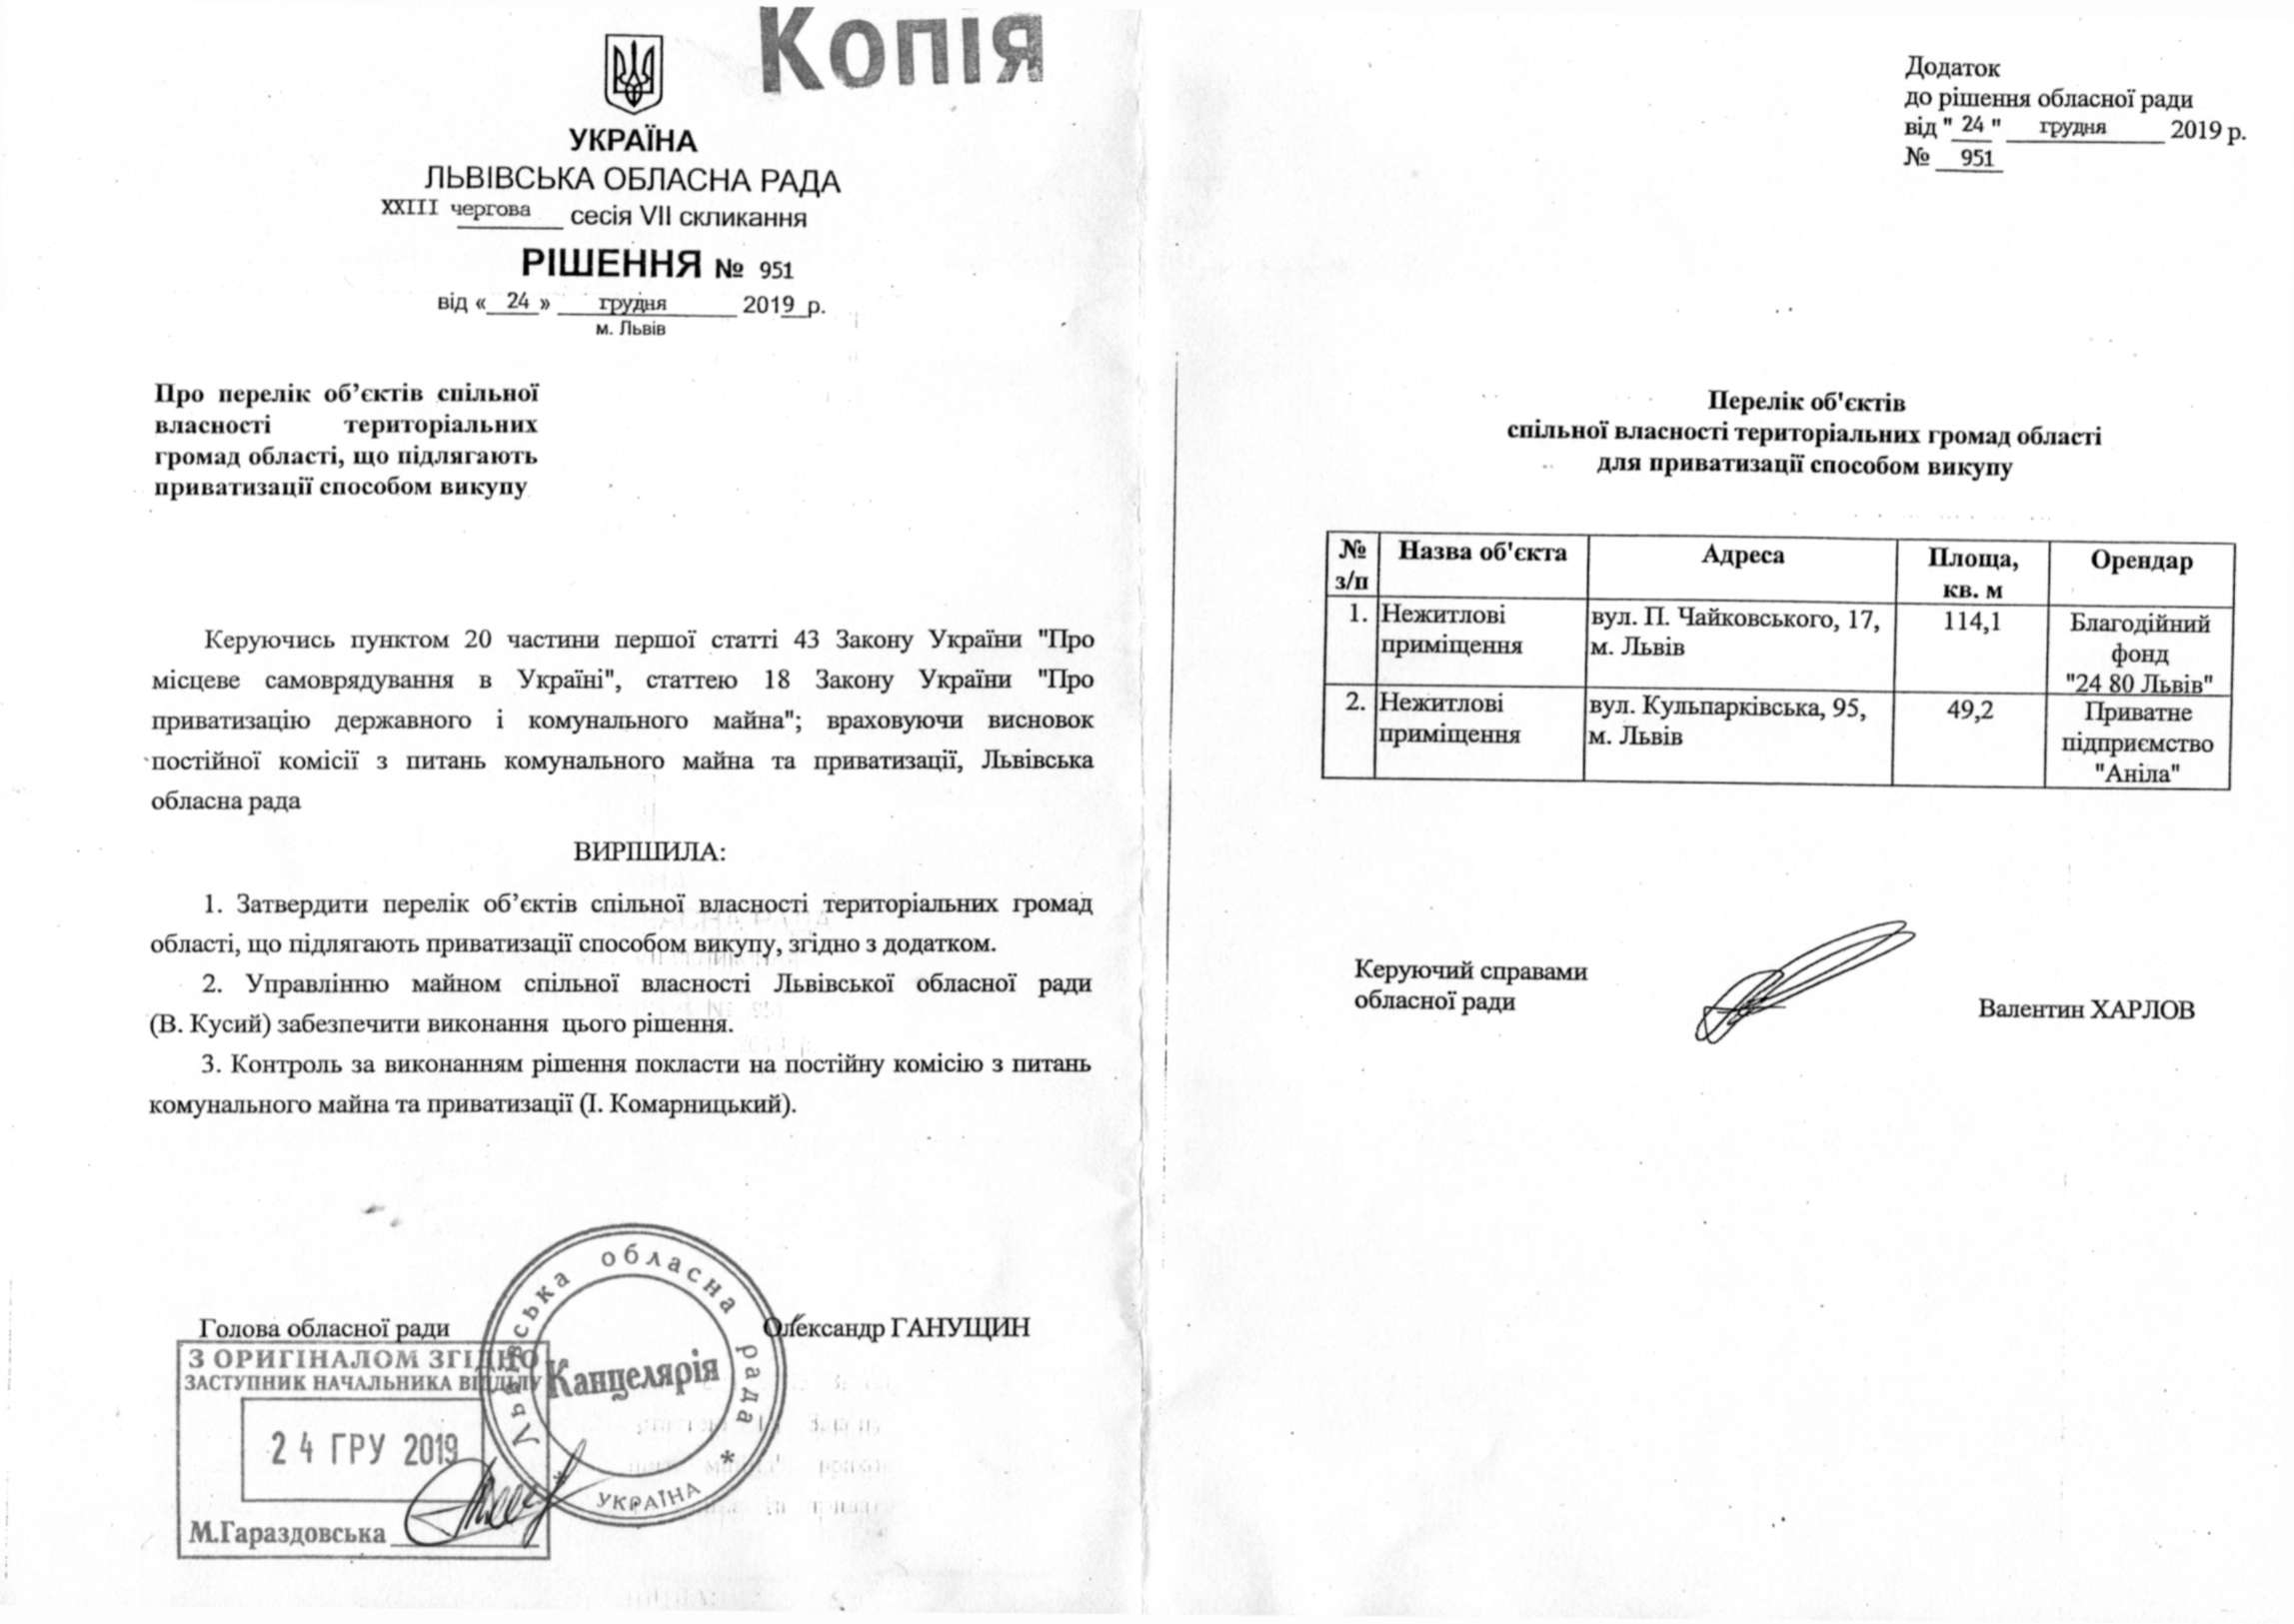 Копія
УКРАЇНА
ЛЬВІВСЬКА ОБЛАСНА РАДА
XXIII чергова сесія VII скликання
РІШЕННЯ № 951
від « 24 » грудня 2019 р.
м. Львів
Про перелік об’єктів спільної
власності територіальних
громад області, що підлягають
приватизації способом викупу
Керуючись пунктом 20 частини першої статті 43 Закону України "Про
місцеве самоврядування в Україні", статтею 18 Закону України "Про
приватизацію державного і комунального майна"; враховуючи висновок
постійної комісії з питань комунального майна та приватизації, Львівська
обласна рада
ВИРІШИЛА:
1. Затвердити перелік об’єктів спільної власності територіальних громад
області, що підлягають приватизації способом викупу, згідно з додатком.
2. Управлінню майном спільної власності Львівської обласної ради
(В. Кусий) забезпечити виконання цього рішення.
3. Контроль за виконанням рішення покласти на постійну комісію з питань
комунального майна та приватизації (І. Комарницький).
Голова обласної ради Олександр ГАНУЩИН
З ОРИГІНАЛОМ ЗГІДНО
ЗАСТУПНИК НАЧАЛЬНИКА ВІДДІЛУ
24 ГРУ 2019
М.Гараздовська
Львівська обласна рада
Канцелярія
* УКРАЇНА *
Додаток
до рішення обласної ради
від " 24 " грудня 2019 р.
№ 951
Перелік об'єктів
спільної власності територіальних громад області
для приватизації способом викупу
№ з/п Назва об'єкта Адреса Площа, кв. м Орендар
1. Нежитлові приміщення вул. П. Чайковського, 17, м. Львів 114,1 Благодійний фонд "24 80 Львів"
2. Нежитлові приміщення вул. Кульпарківська, 95, м. Львів 49,2 Приватне підприємство "Аніла"
Керуючий справами
обласної ради Валентин ХАРЛОВ